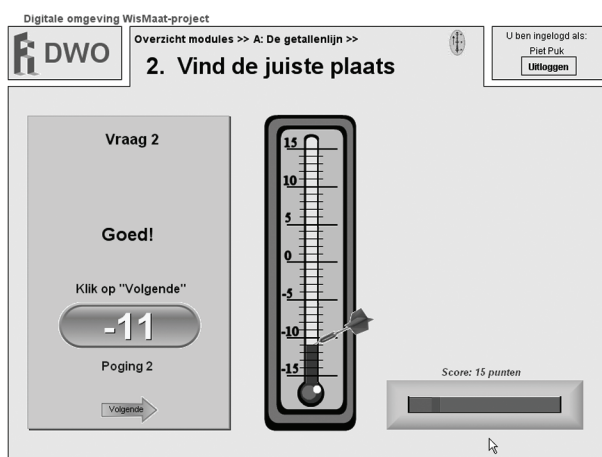 Digitale omgeving WisMaat-project
DWO
Overzicht modules >> A: De getallenlijn >>
2. Vind de juiste plaats
U ben ingelogd als:
Piet Puk
Uitloggen
Vraag 2
Goed!
Klik op "Volgende"
-11
Poging 2
Volgende
15
10
5
0
-5
-10
-15
Score: 15 punten